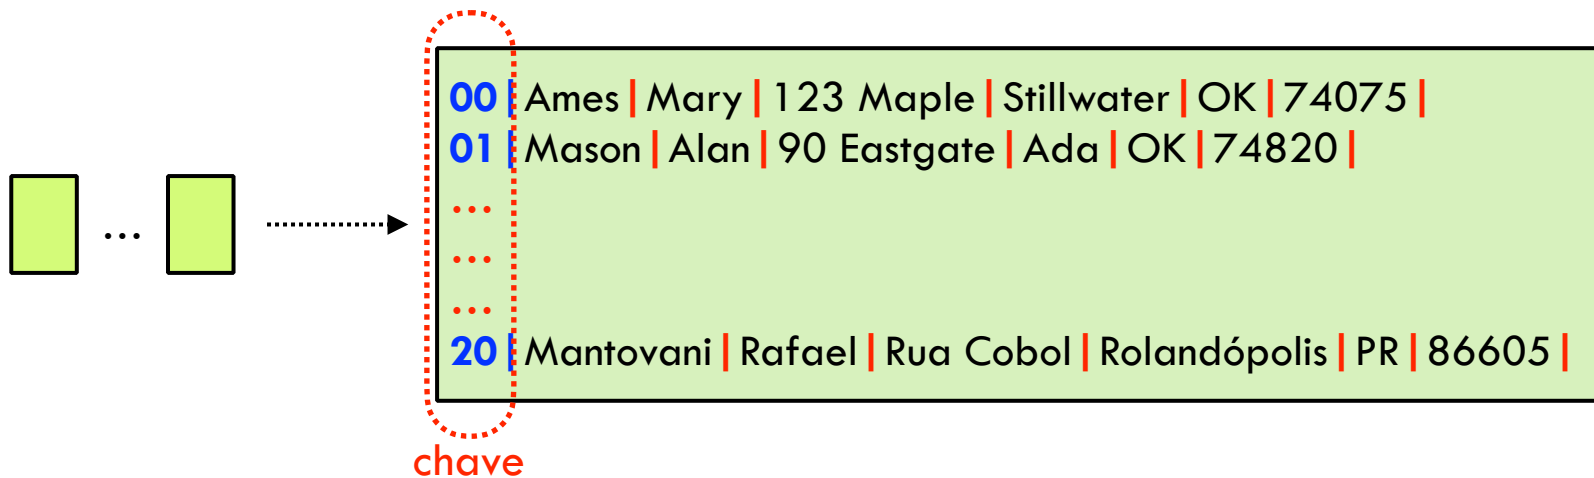 00|Ames|Mary|123 Maple|Stillwater|OK|74075|
01|Mason|Alan|90 Eastgate|Ada|OK|74820|
...
... 
...
...
20|Mantovani|Rafael|Rua Cobol|Rolandópolis|PR|86605|
chave